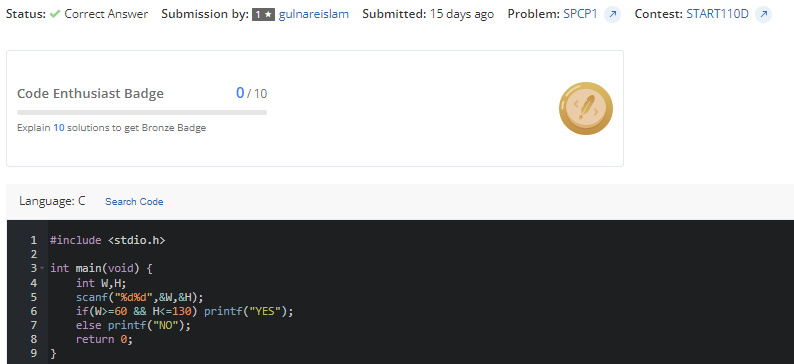 Status: ✔ Correct Answer Submission by: 1★ gulnareislam Submitted: 15 days ago Problem: SPCP1 Contest: START110D
Code Enthusiast Badge 0 / 10
Explain 10 solutions to get Bronze Badge
Language: C Search Code
1 #include <stdio.h>
2
3 int main(void) {
4 int W,H;
5 scanf("%d%d",&W,&H);
6 if(W>=60 && H<=130) printf("YES");
7 else printf("NO");
8 return 0;
9 }